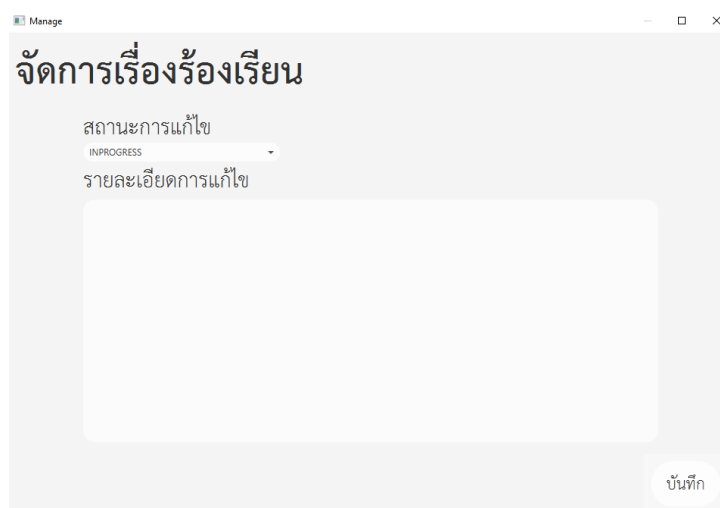 Manage
จัดการเรื่องร้องเรียน
สถานะการแก้ไข
INPROGRESS
รายละเอียดการแก้ไข
บันทึก